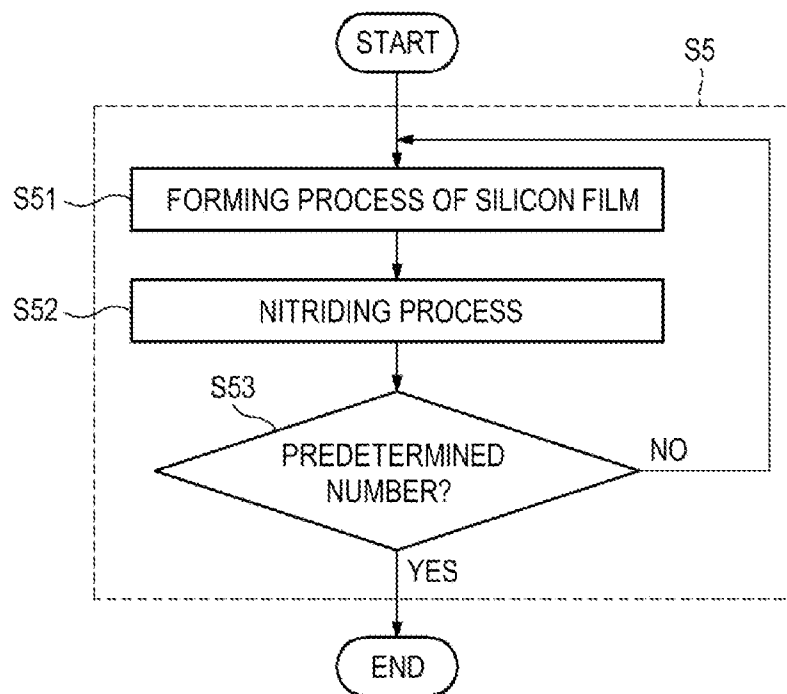 START
S5
S51
FORMING PROCESS OF SILICON FILM
S52
NITRIDING PROCESS
S53
PREDETERMINED
NUMBER?
NO
YES
END